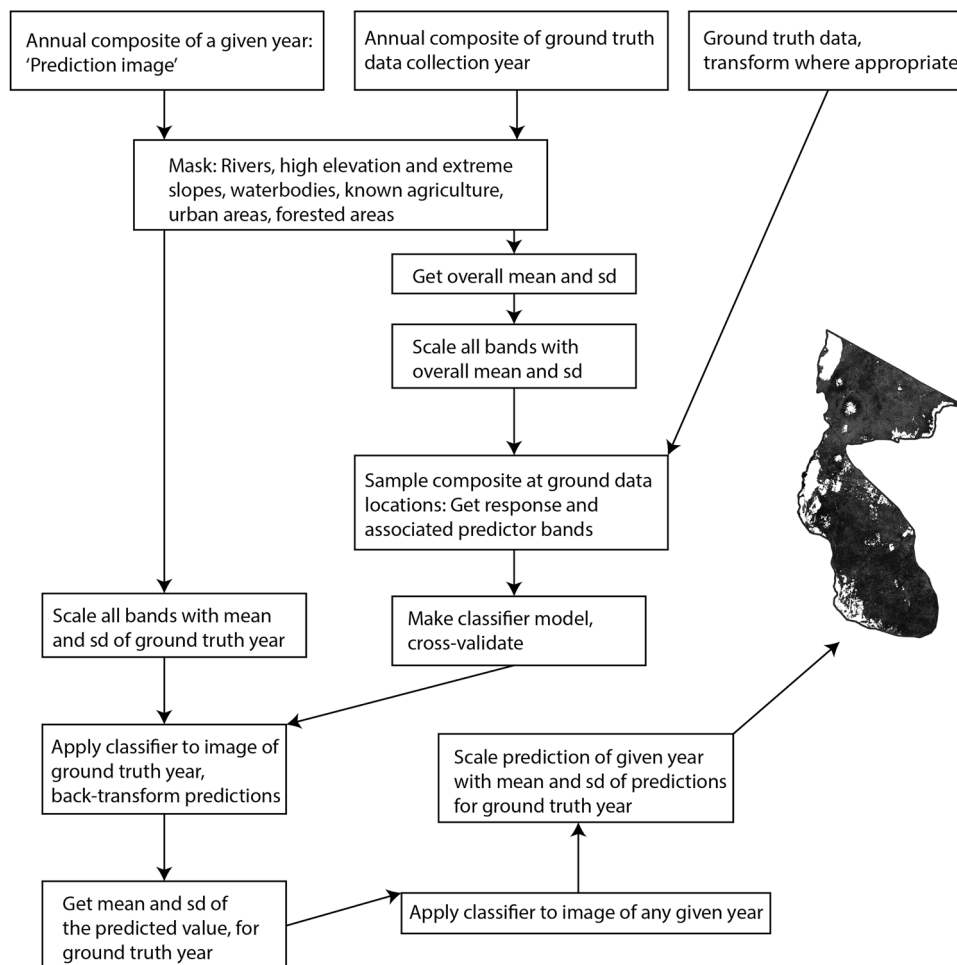 Annual composite of a given year:
‘Prediction image’
Annual composite of ground truth
data collection year
Ground truth data,
transform where appropriate
Mask: Rivers, high elevation and extreme
slopes, waterbodies, known agriculture,
urban areas, forested areas
Get overall mean and sd
Scale all bands with
overall mean and sd
Sample composite at ground data
locations: Get response and
associated predictor bands
Scale all bands with mean
and sd of ground truth year
Make classifier model,
cross-validate
Apply classifier to image of
ground truth year,
back-transform predictions
Scale prediction of given year
with mean and sd of predictions
for ground truth year
Get mean and sd of
the predicted value, for
ground truth year
Apply classifier to image of any given year